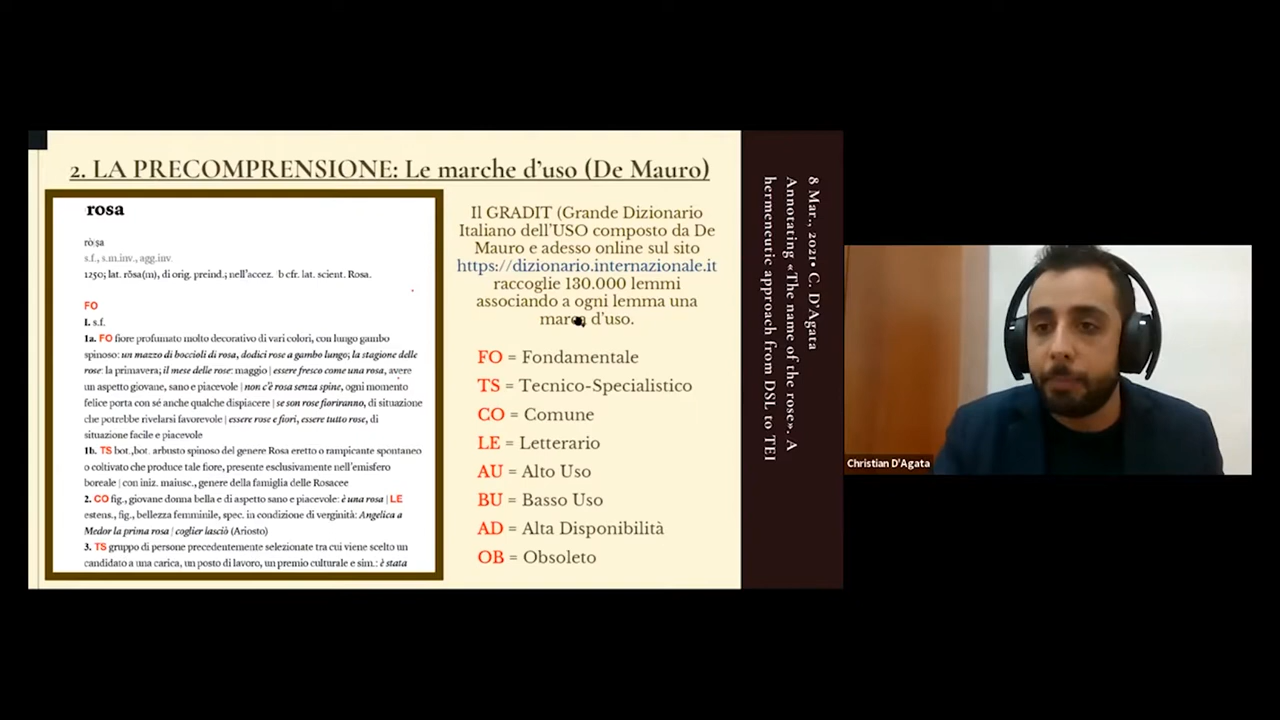 2. LA PRECOMPRENSIONE: Le marche d'uso (De Mauro)
rosa
rò|sa
s.f., s.m.inv., agg.inv.
1250; lat. rŏsa(m), di orig. preind.; nell'accez. b cfr. lat. scient. Rosa.
FO
1. s.f.
1a. FO fiore profumato molto decorativo di vari colori, con lungo gambo
spinoso: un mazzo di boccioli di rosa, dodici rose a gambo lungo; la stagione delle
rose: la primavera; il mese delle rose: maggio | essere fresco come una rosa, avere
un aspetto giovane, sano e piacevole | non c'è rosa senza spine, ogni momento
felice porta con sé anche qualche dispiacere | se son rose fioriranno, di situazione
che potrebbe rivelarsi favorevole | essere rose e fiori, essere tutto rose, di
situazione facile e piacevole
1b. TS bot.,bot. arbusto spinoso del genere Rosa eretto o rampicante spontaneo
o coltivato che produce tale fiore, presente esclusivamente nell'emisfero
boreale | con iniz. maiusc., genere della famiglia delle Rosacee
2. CO fig., giovane donna bella e di aspetto sano e piacevole: è una rosa | LE
estens., fig., bellezza femminile, spec. in condizione di verginità: Angelica a
Medor la prima rosa | coglier lasciò (Ariosto)
3. TS gruppo di persone precedentemente selezionate tra cui viene scelto un
candidato a una carica, un posto di lavoro, un premio culturale e sim.: è stata
Il GRADIT (Grande Dizionario
Italiano dell'USO composto da De
Mauro e adesso online sul sito
https://dizionario.internazionale.it
raccoglie 130.000 lemmi
associando a ogni lemma una
marca d'uso.
FO = Fondamentale
TS = Tecnico-Specialistico
CO = Comune
LE = Letterario
AU = Alto Uso
BU = Basso Uso
AD = Alta Disponibilità
OB = Obsoleto
8 Mar., 2021• C. D'Agata
Annotating «The name of the rose». A
hermeneutic approach from DSL to TEI
Christian D'Agata